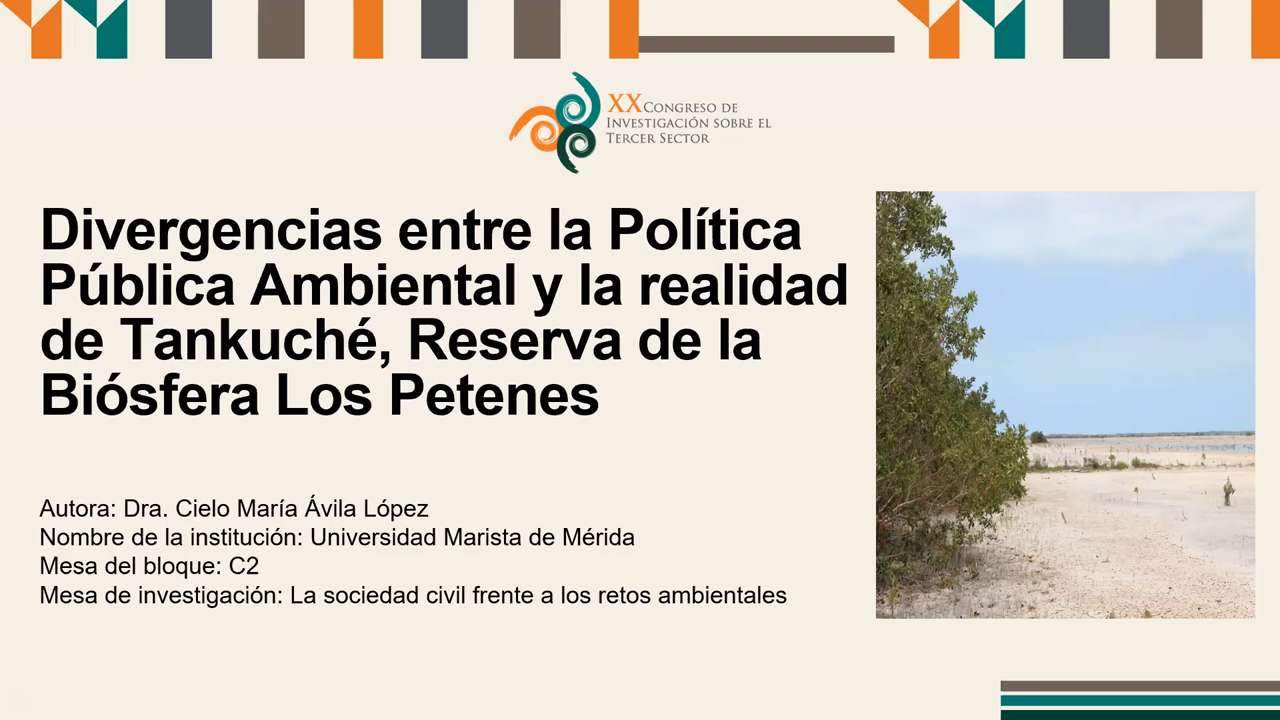 XX CONGRESO DE
INVESTIGACIÓN SOBRE EL
TERCER SECTOR
Divergencias entre la Política
Pública Ambiental y la realidad
de Tankuché, Reserva de la
Biósfera Los Petenes
Autora: Dra. Cielo María Ávila López
Nombre de la institución: Universidad Marista de Mérida
Mesa del bloque: C2
Mesa de investigación: La sociedad civil frente a los retos ambientales